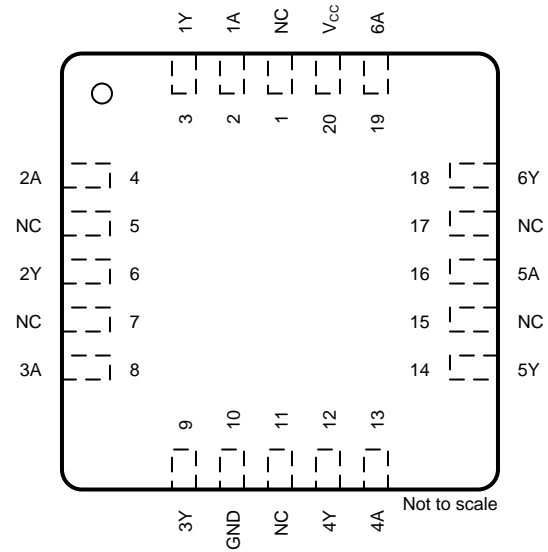 1Y 1A NC VCC 6A
3 2 1 20 19
2A 4 18 6Y
NC 5 17 NC
2Y 6 16 5A
NC 7 15 NC
3A 8 14 5Y
9 10 11 12 13
3Y GND NC 4Y 4A
Not to scale